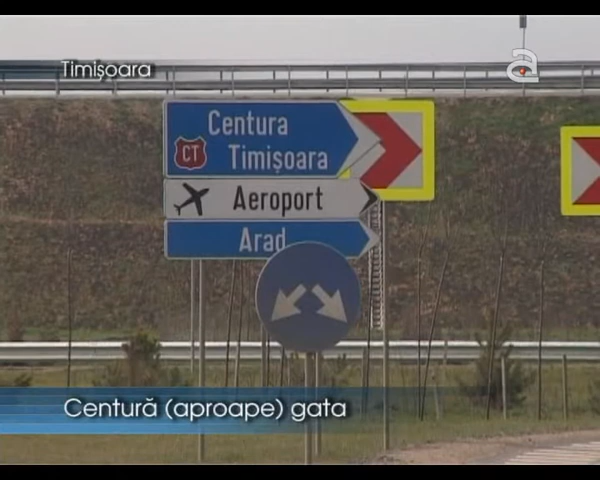 Timișoara
a
Centura
CT Timișoara
Aeroport
Arad
Centură (aproape) gata